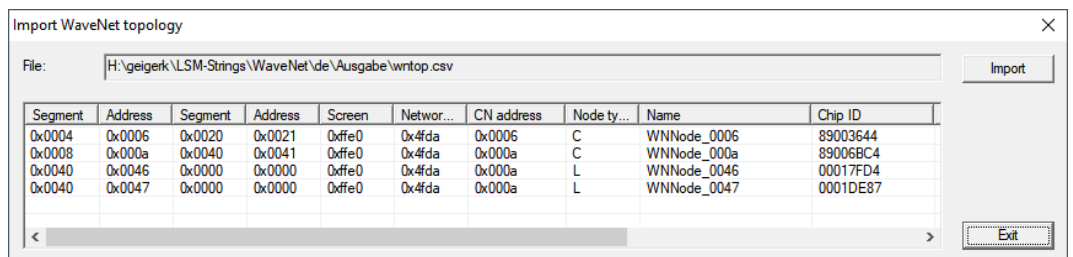 Import WaveNet topology
File: H:\geigerk\LSM-Strings\WaveNet\de\Ausgabe\wntop.csv Import
Segment Address Segment Address Screen Networ... CN address Node ty... Name Chip ID
0x0004 0x0006 0x0020 0x0021 0xffe0 0x4fda 0x0006 C WNNode_0006 89003644
0x0008 0x000a 0x0040 0x0041 0xffe0 0x4fda 0x000a C WNNode_000a 89006BC4
0x0040 0x0046 0x0000 0x0000 0xffe0 0x4fda 0x000a L WNNode_0046 00017FD4
0x0040 0x0047 0x0000 0x0000 0xffe0 0x4fda 0x000a L WNNode_0047 0001DE87
Exit